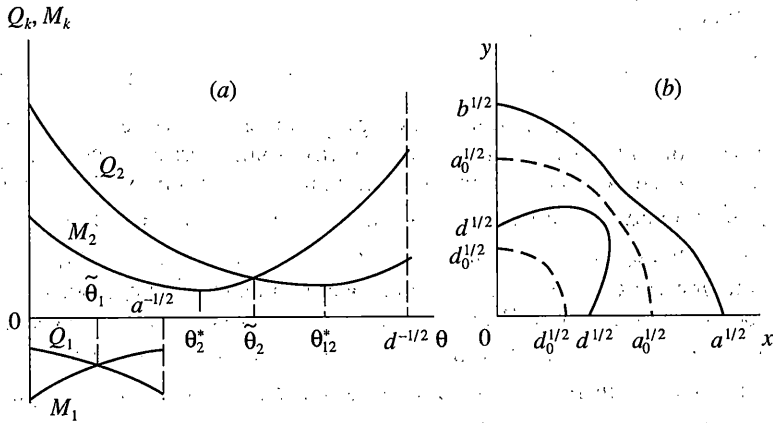 Q_k, M_k
(a)
Q_2
M_2
θ̃_1
a^{-1/2}
0
θ_2^*
θ̃_2
θ_{12}^*
d^{-1/2} θ
Q_1
M_1
y
(b)
b^{1/2}
a_0^{1/2}
d^{1/2}
d_0^{1/2}
0
d_0^{1/2} d^{1/2} a_0^{1/2} a^{1/2} x